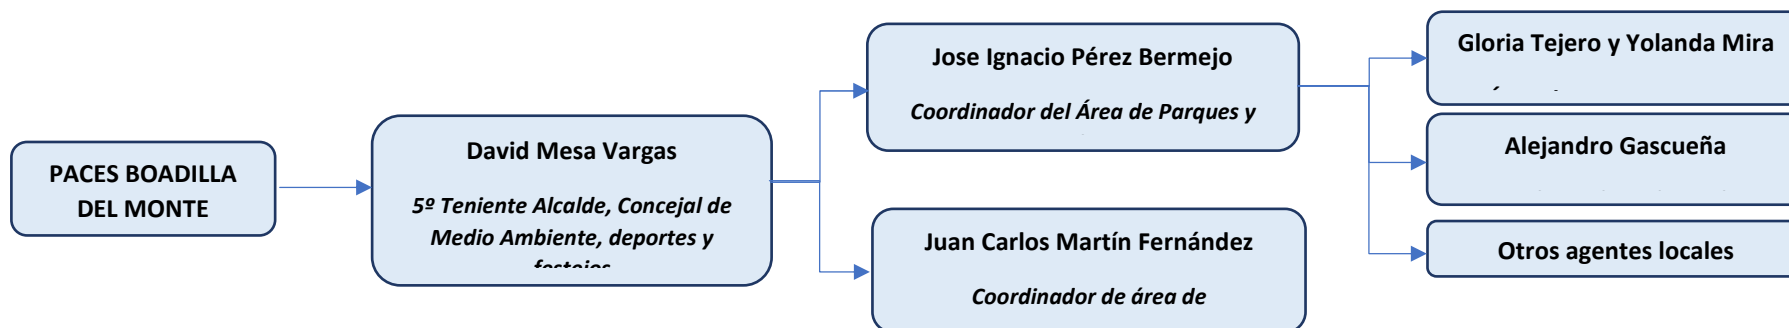 PACES BOADILLA
DEL MONTE
David Mesa Vargas
5º Teniente Alcalde, Concejal de
Medio Ambiente, deportes y
festejos
Jose Ignacio Pérez Bermejo
Coordinador del Área de Parques y
Juan Carlos Martín Fernández
Coordinador de área de
Gloria Tejero y Yolanda Mira
Alejandro Gascueña
Otros agentes locales